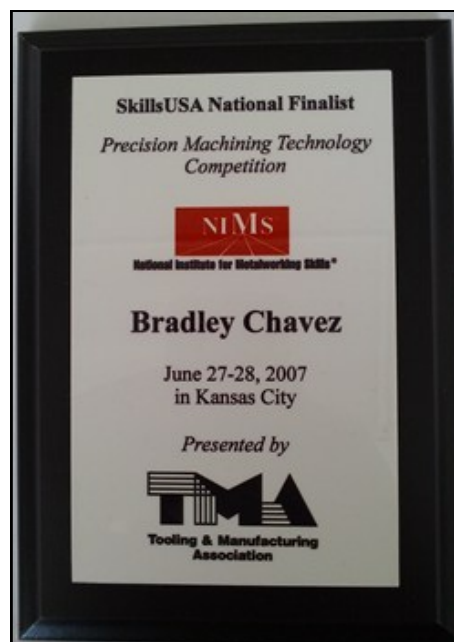 SkillsUSA National Finalist
Precision Machining Technology
Competition
NIMS
National Institute for Metalworking Skills®
Bradley Chavez
June 27-28, 2007
in Kansas City
Presented by
TMA
Tooling & Manufacturing
Association